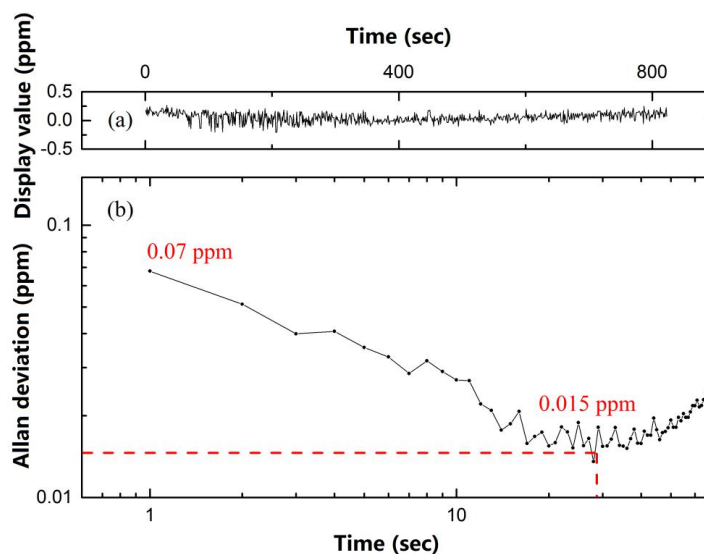 Time (sec)
0 400 800
Display value (ppm)
0.5
0.0
-0.5
(a)
(b)
0.1
0.07 ppm
Allan deviation (ppm)
0.015 ppm
0.01
1 10
Time (sec)